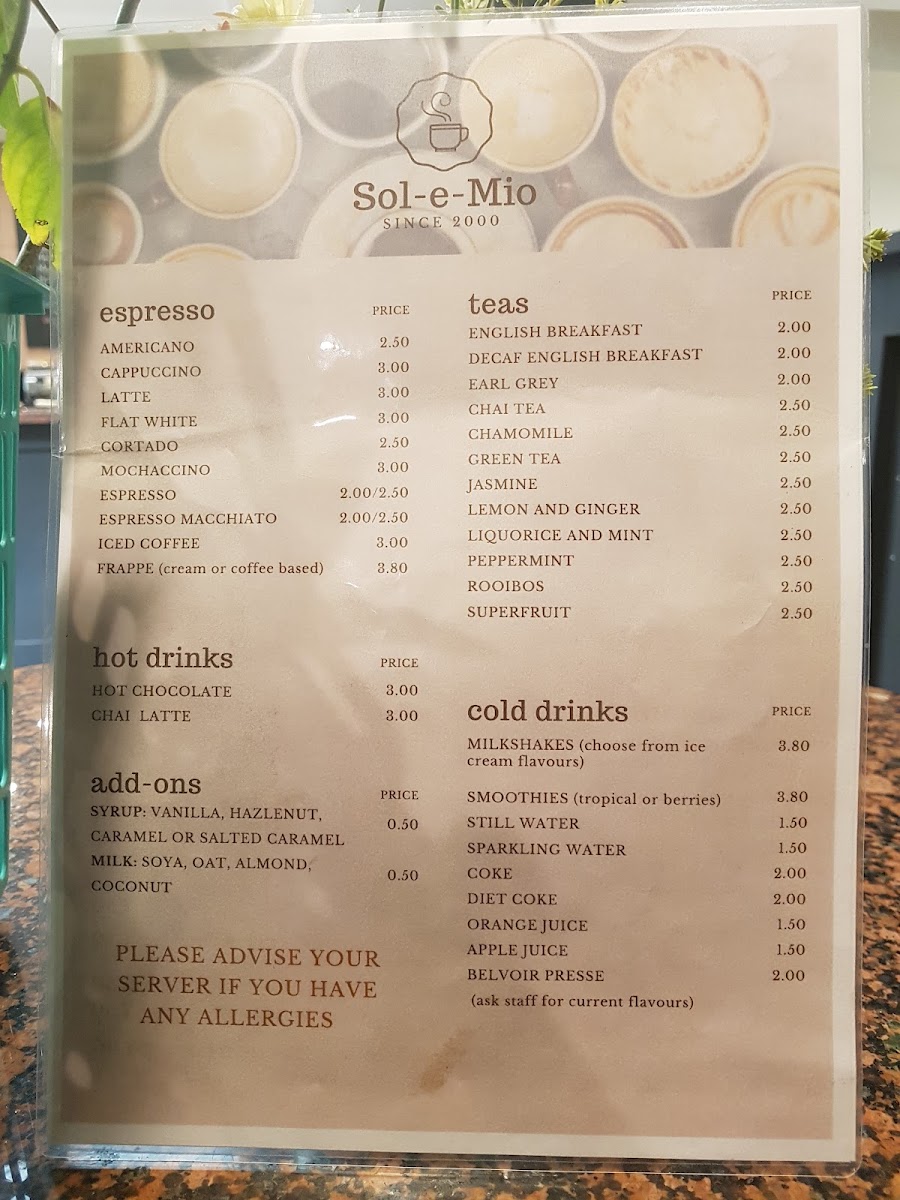 Sol-e-Mio
SINCE 2000
espresso PRICE
AMERICANO 2.50
CAPPUCCINO 3.00
LATTE 3.00
FLAT WHITE 3.00
CORTADO 2.50
MOCHACCINO 3.00
ESPRESSO 2.00/2.50
ESPRESSO MACCHIATO 2.00/2.50
ICED COFFEE 3.00
FRAPPE (cream or coffee based) 3.80
hot drinks PRICE
HOT CHOCOLATE 3.00
CHAI LATTE 3.00
add-ons PRICE
SYRUP: VANILLA, HAZLENUT,
CARAMEL OR SALTED CARAMEL 0.50
MILK: SOYA, OAT, ALMOND,
COCONUT 0.50
PLEASE ADVISE YOUR
SERVER IF YOU HAVE
ANY ALLERGIES
teas PRICE
ENGLISH BREAKFAST 2.00
DECAF ENGLISH BREAKFAST 2.00
EARL GREY 2.00
CHAI TEA 2.50
CHAMOMILE 2.50
GREEN TEA 2.50
JASMINE 2.50
LEMON AND GINGER 2.50
LIQUORICE AND MINT 2.50
PEPPERMINT 2.50
ROOIBOS 2.50
SUPERFRUIT 2.50
cold drinks PRICE
MILKSHAKES (choose from ice 3.80
cream flavours)
SMOOTHIES (tropical or berries) 3.80
STILL WATER 1.50
SPARKLING WATER 1.50
COKE 2.00
DIET COKE 2.00
ORANGE JUICE 1.50
APPLE JUICE 1.50
BELVOIR PRESSE 2.00
(ask staff for current flavours)